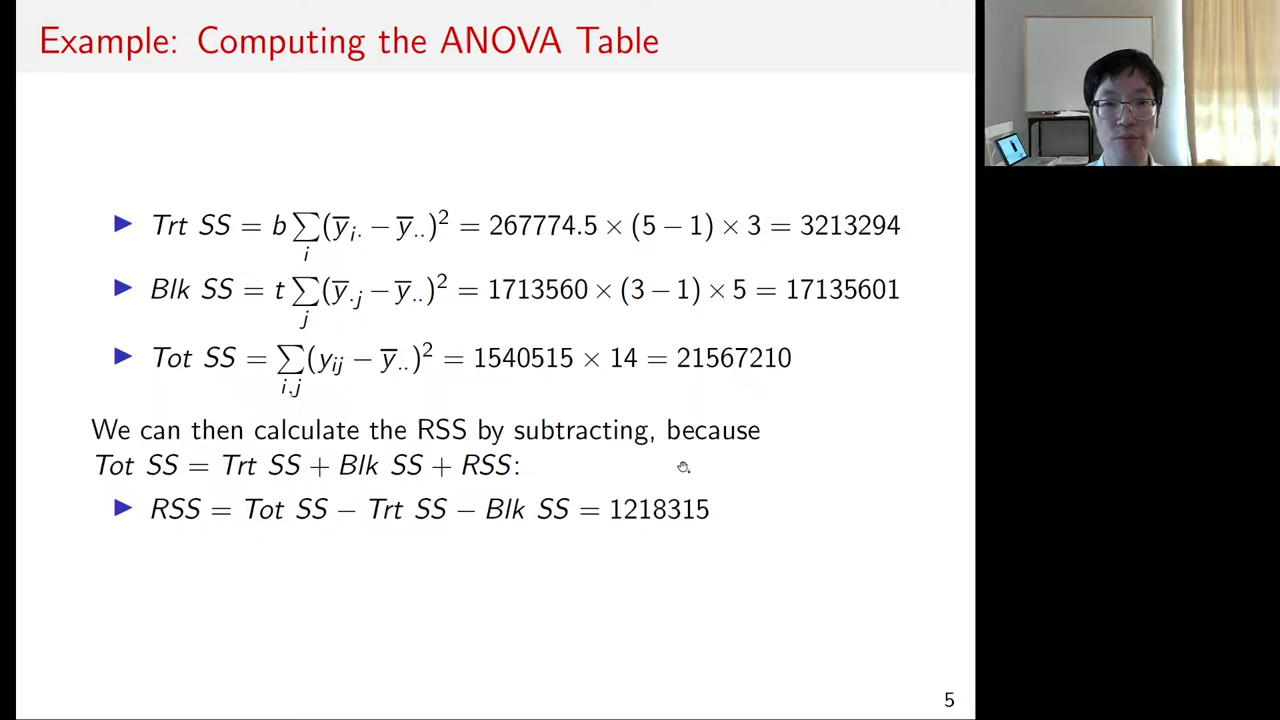 Example: Computing the ANOVA Table
▶ Trt SS = b∑_i(y̅_i. − y̅_..)² = 267774.5 × (5 − 1) × 3 = 3213294
▶ Blk SS = t∑_j(y̅_.j − y̅_..)² = 1713560 × (3 − 1) × 5 = 17135601
▶ Tot SS = ∑_i,j(y_ij − y̅_..)² = 1540515 × 14 = 21567210
We can then calculate the RSS by subtracting, because
Tot SS = Trt SS + Blk SS + RSS:
▶ RSS = Tot SS − Trt SS − Blk SS = 1218315
5